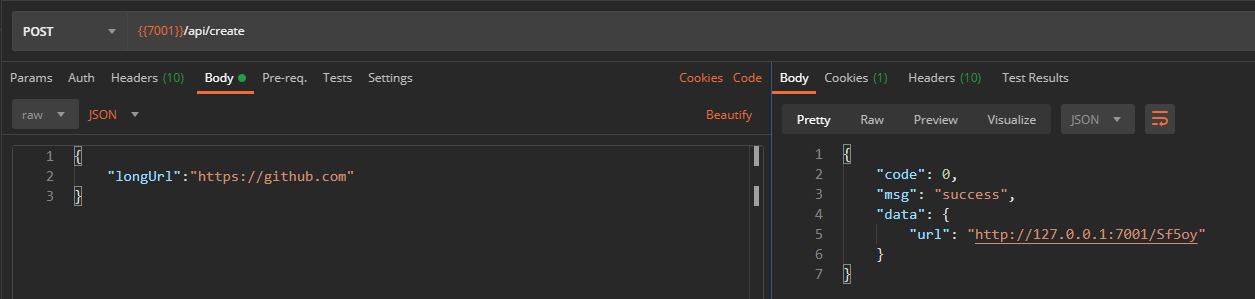 POST {{7001}}/api/create
Params Auth Headers (10) Body Pre-req. Tests Settings Cookies Code
raw JSON Beautify
1 {
2 "longUrl":"https://github.com"
3 }
Body Cookies (1) Headers (10) Test Results
Pretty Raw Preview Visualize JSON
1 {
2 "code": 0,
3 "msg": "success",
4 "data": {
5 "url": "http://127.0.0.1:7001/Sf5oy"
6 }
7 }